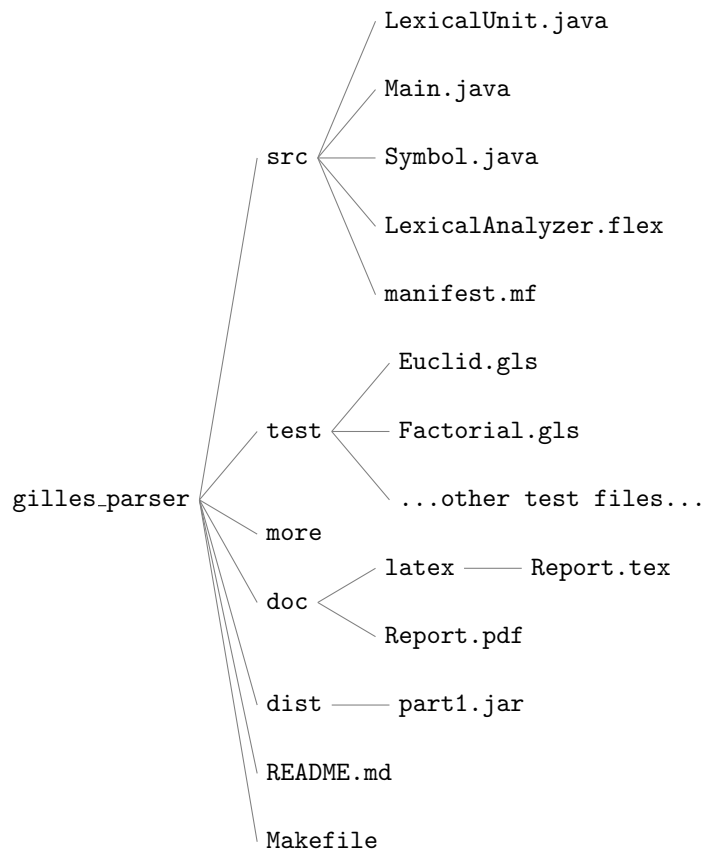 LexicalUnit.java
Main.java
src
Symbol.java
LexicalAnalyzer.flex
manifest.mf
Euclid.gls
test
Factorial.gls
gilles_parser
...other test files...
more
latex
Report.tex
doc
Report.pdf
dist
part1.jar
README.md
Makefile